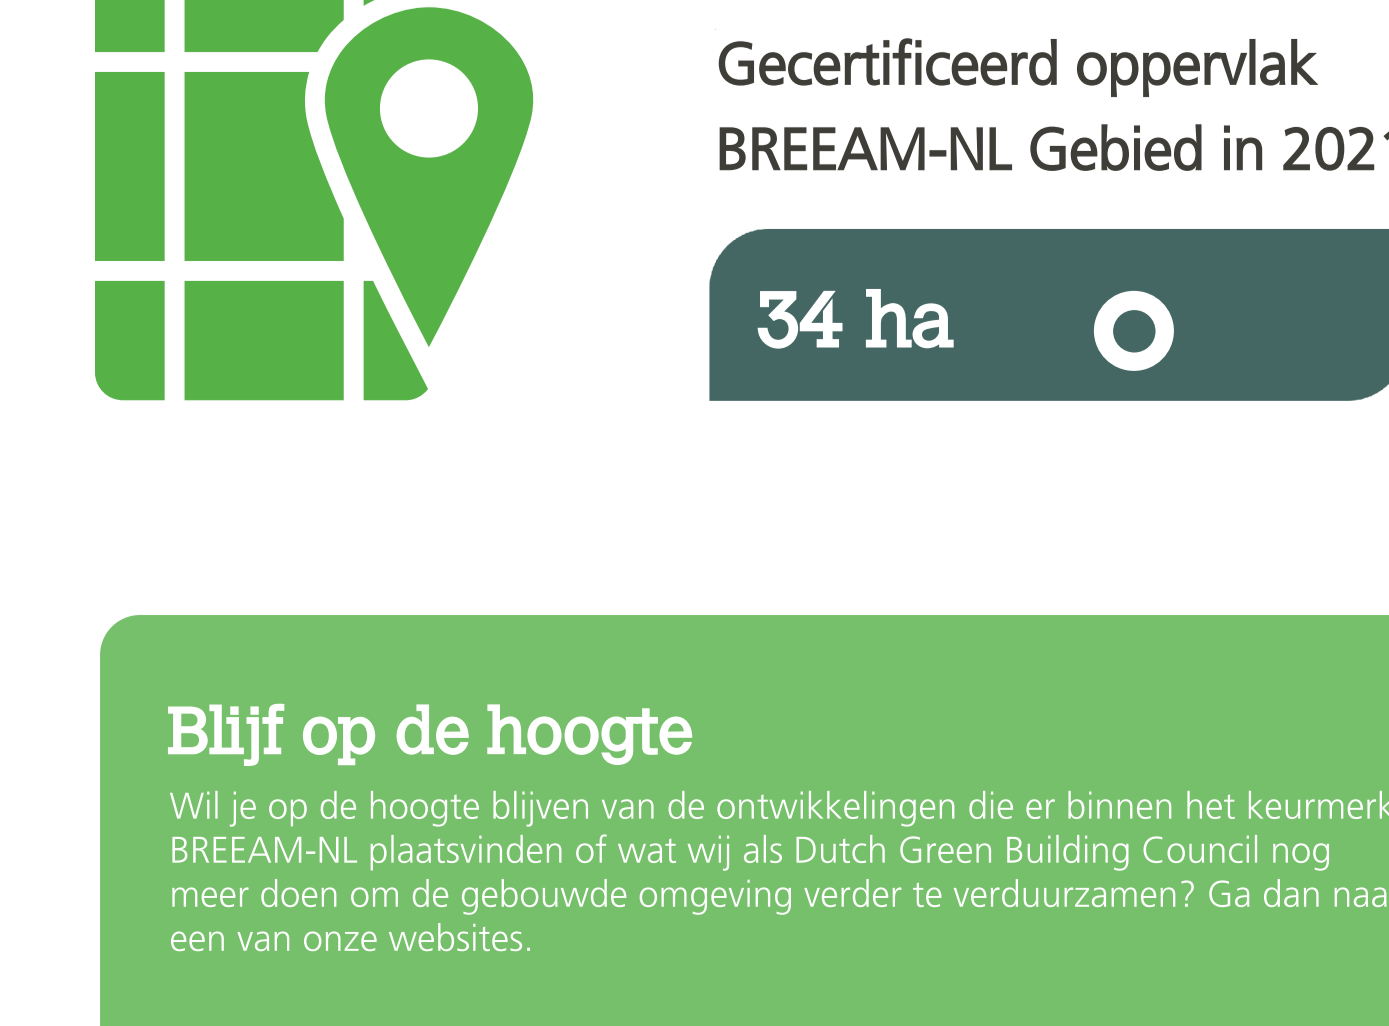 Gecertificeerd oppervlak
BREEAM-NL Gebied in 2021
34 ha
Blijf op de hoogte
Wil je op de hoogte blijven van de ontwikkelingen die er binnen het keurmerk
BREEAM-NL plaatsvinden of wat wij als Dutch Green Building Council nog
meer doen om de gebouwde omgeving verder te verduurzamen? Ga dan naa
een van onze websites.